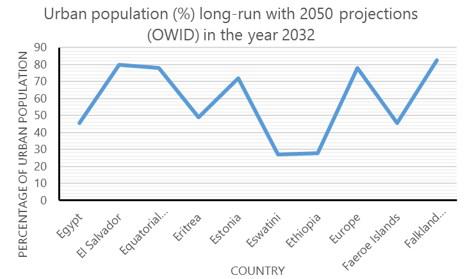 Urban population (%) long-run with 2050 projections
(OWID) in the year 2032
PERCENTAGE OF URBAN POPULATION
90
80
70
60
50
40
30
20
10
0
Egypt
El Salvador
Equatorial...
Eritrea
Estonia
Eswatini
Ethiopia
Europe
Faeroe Islands
Falkland...
COUNTRY